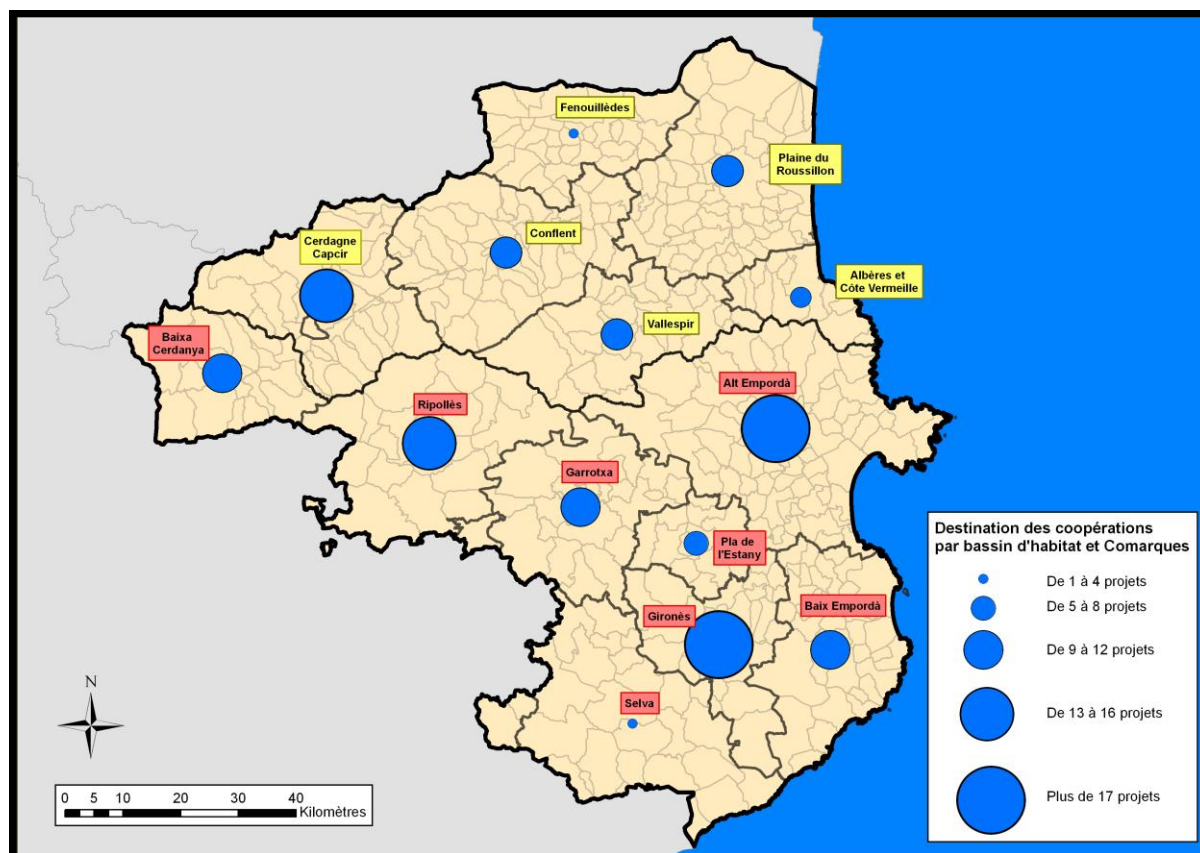 Fenouillèdes
Plaine du
Roussillon
Conflent
Cerdagne
Capcir
Albères et
Côte Vermeille
Vallespir
Baixa
Cerdanya
Alt Empordà
Ripollès
Garrotxa
Pla de
l'Estany
Gironès
Baix Empordà
Selva
Destination des coopérations
par bassin d'habitat et Comarques
De 1 à 4 projets
De 5 à 8 projets
De 9 à 12 projets
De 13 à 16 projets
Plus de 17 projets
N
0 5 10 20 30 40
Kilomètres